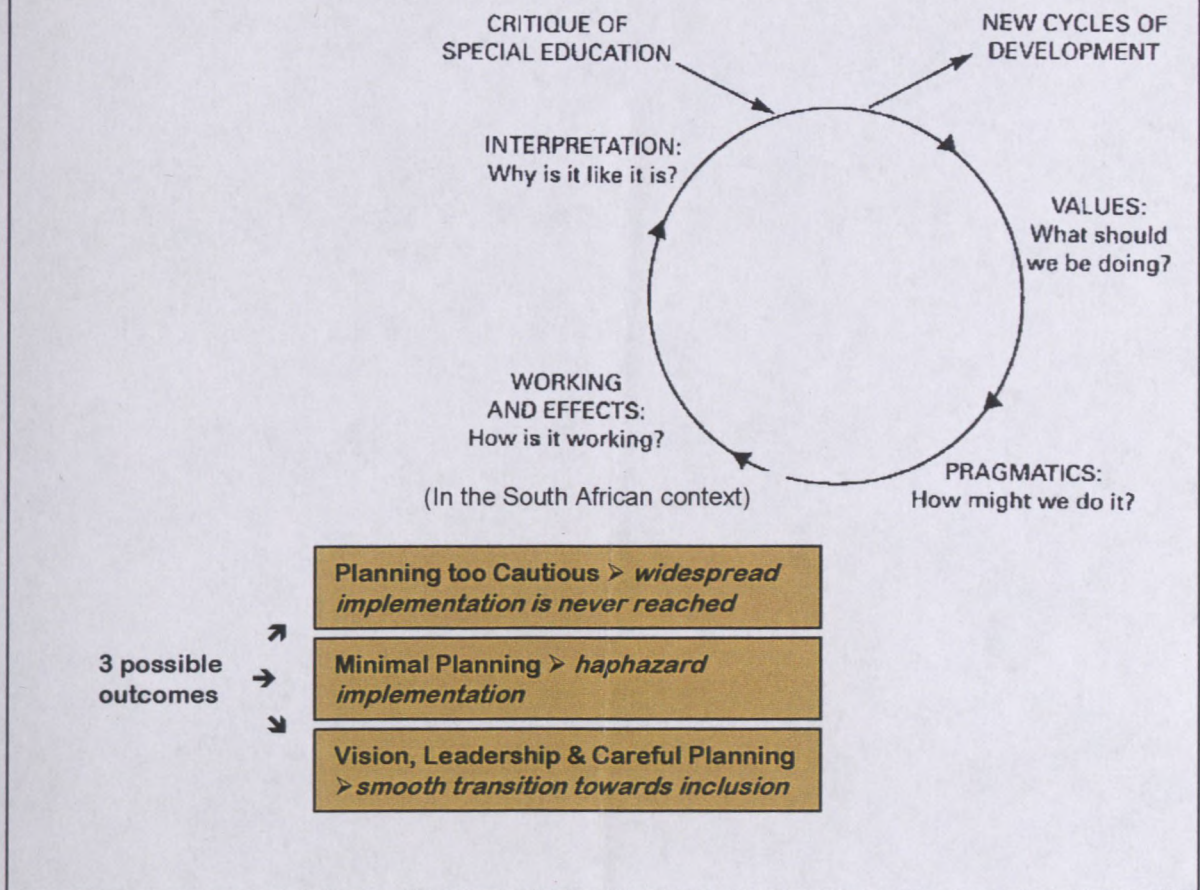 CRITIQUE OF
SPECIAL EDUCATION
NEW CYCLES OF
DEVELOPMENT
INTERPRETATION:
Why is it like it is?
VALUES:
What should
we be doing?
WORKING
AND EFFECTS:
How is it working?
PRAGMATICS:
How might we do it?
(In the South African context)
Planning too Cautious ➢ widespread
implementation is never reached
3 possible
outcomes
Minimal Planning ➢ haphazard
implementation
Vision, Leadership & Careful Planning
➢ smooth transition towards inclusion